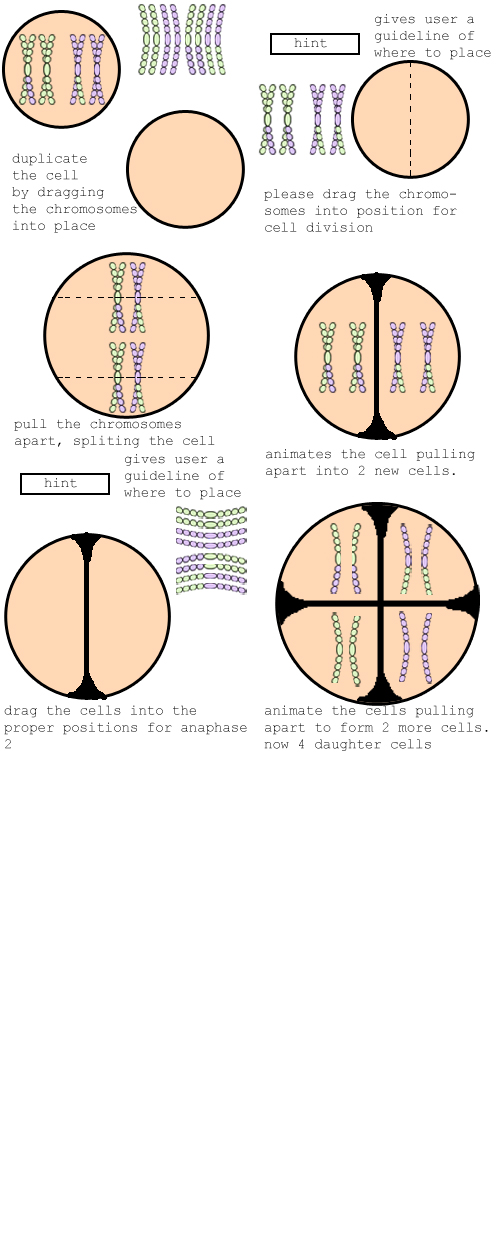 duplicate
the cell
by dragging
the chromosomes
into place
hint
gives user a
guideline of
where to place
please drag the chromo-
somes into position for
cell division
pull the chromosomes
apart, spliting the cell
animates the cell pulling
apart into 2 new cells.
hint
gives user a
guideline of
where to place
drag the cells into the
proper positions for anaphase
2
animate the cells pulling
apart to form 2 more cells.
now 4 daughter cells